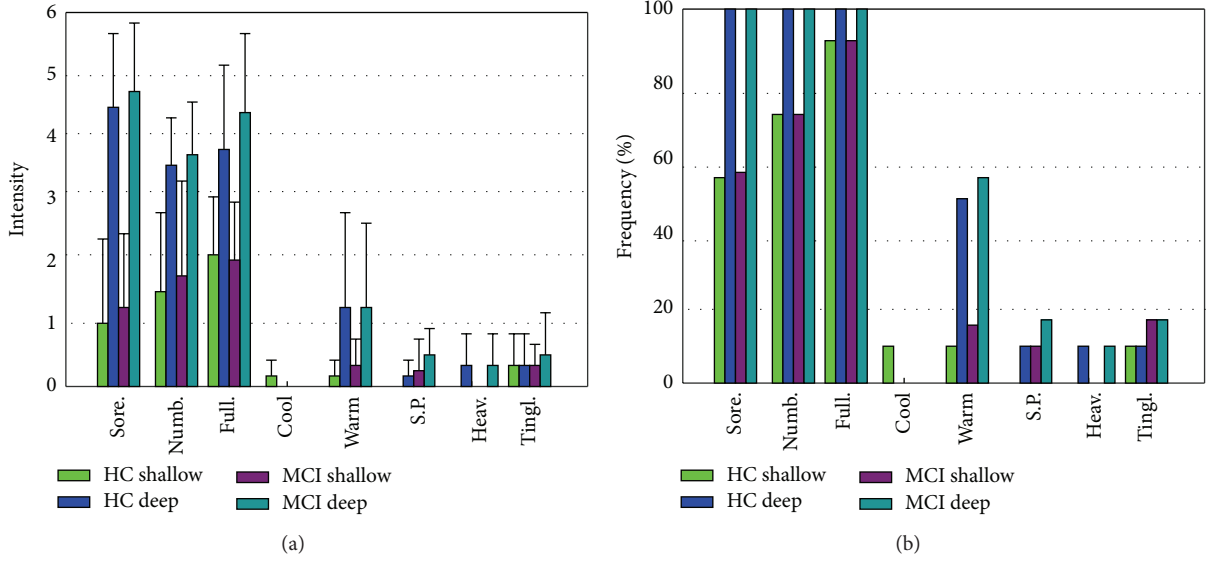 6
5
4
3
2
1
0
Intensity
Sore.
Numb.
Full.
Cool
Warm
S.P.
Heav.
Tingl.
HC shallow
HC deep
MCI shallow
MCI deep
(a)
100
80
60
40
20
0
Frequency (%)
Sore.
Numb.
Full.
Cool
Warm
S.P.
Heav.
Tingl.
HC shallow
HC deep
MCI shallow
MCI deep
(b)